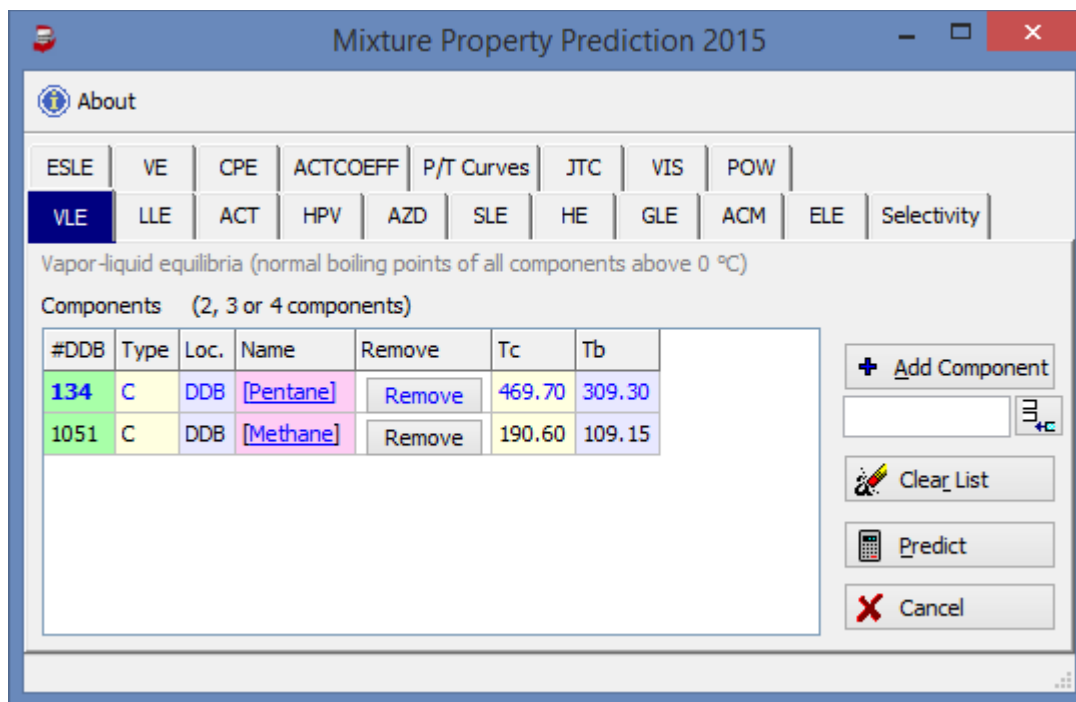 Mixture Property Prediction 2015
About
ESLE VE CPE ACTCOEFF P/T Curves JTC VIS POW
VLE LLE ACT HPV AZD SLE HE GLE ACM ELE Selectivity
Vapor-liquid equilibria (normal boiling points of all components above 0 °C)
Components (2, 3 or 4 components)
#DDB Type Loc. Name Remove Tc Tb
134 C DDB [Pentane] Remove 469.70 309.30
1051 C DDB [Methane] Remove 190.60 109.15
Add Component
Clear List
Predict
Cancel